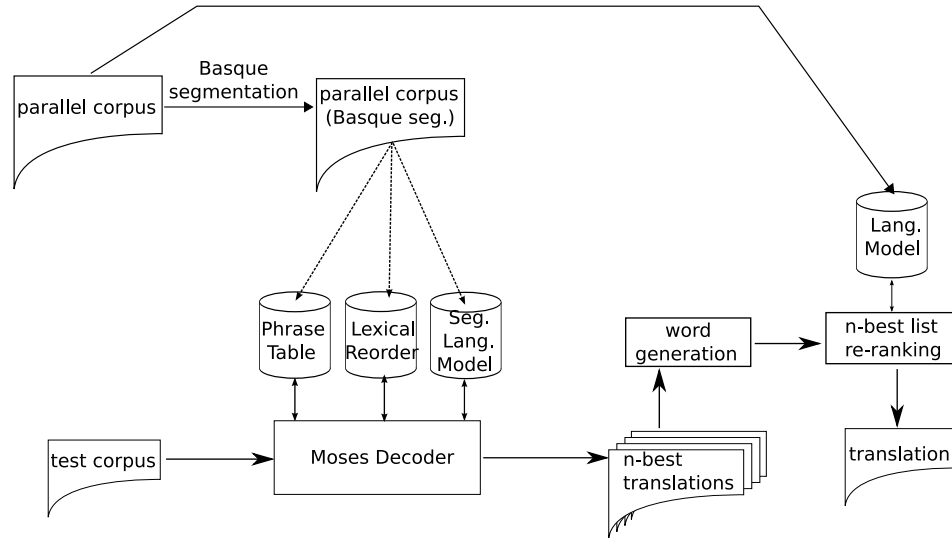 Basque
segmentation
parallel corpus
parallel corpus
(Basque seg.)
Lang.
Model
Phrase
Table
Lexical
Reorder
Seg.
Lang.
Model
word
generation
n-best list
re-ranking
test corpus
Moses Decoder
n-best
translations
translation